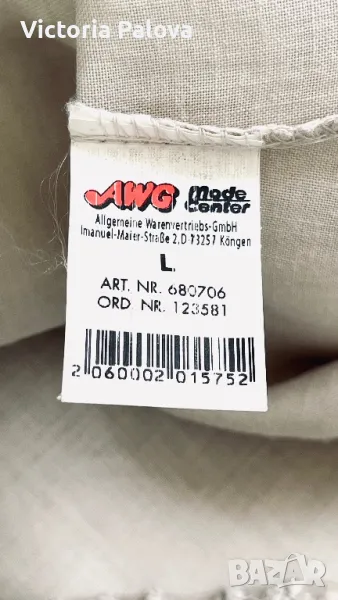 Victoria Palova
AWG Mode Center
Allgemeine Warenvertriebs-GmbH
Imanuel-Maier-Straße 2, D-73257 Köngen
L
ART. NR. 680706
ORD NR. 123581
2 060002 015752
BAZAR